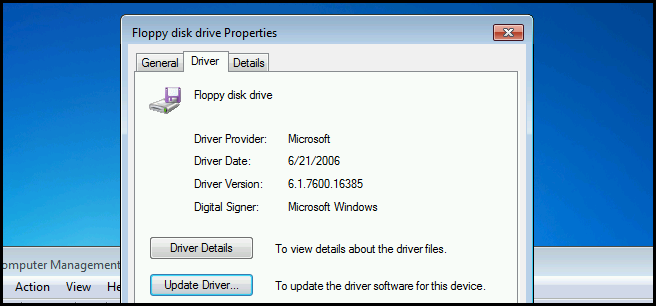 Floppy disk drive Properties
General Driver Details
Floppy disk drive
Driver Provider: Microsoft
Driver Date: 6/21/2006
Driver Version: 6.1.7600.16385
Digital Signer: Microsoft Windows
Driver Details To view details about the driver files.
omputer Management
Update Driver... To update the driver software for this device.
Action View He